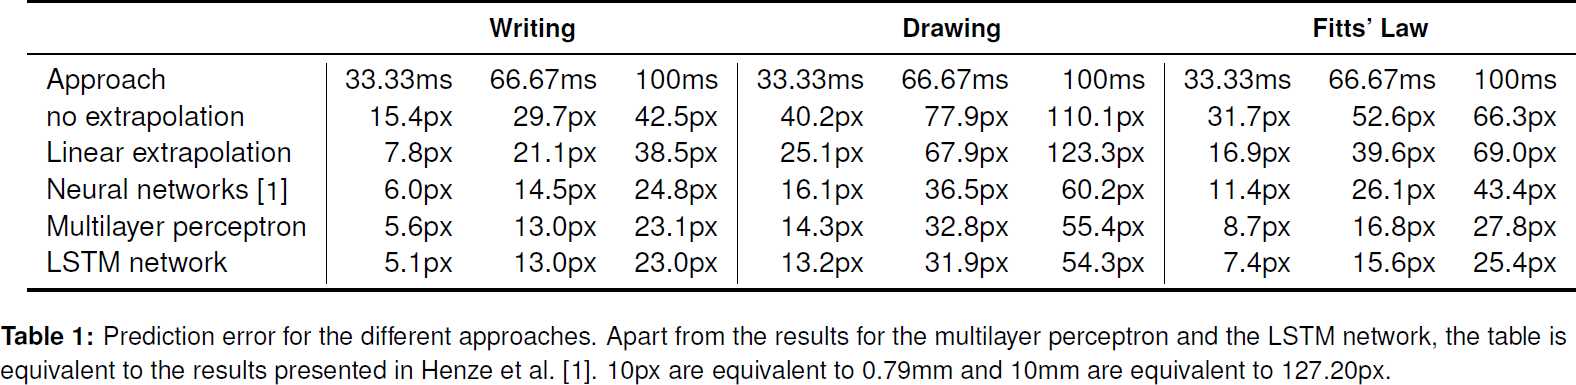 Writing Drawing Fitts’ Law
Approach 33.33ms 66.67ms 100ms 33.33ms 66.67ms 100ms 33.33ms 66.67ms 100ms
no extrapolation 15.4px 29.7px 42.5px 40.2px 77.9px 110.1px 31.7px 52.6px 66.3px
Linear extrapolation 7.8px 21.1px 38.5px 25.1px 67.9px 123.3px 16.9px 39.6px 69.0px
Neural networks [1] 6.0px 14.5px 24.8px 16.1px 36.5px 60.2px 11.4px 26.1px 43.4px
Multilayer perceptron 5.6px 13.0px 23.1px 14.3px 32.8px 55.4px 8.7px 16.8px 27.8px
LSTM network 5.1px 13.0px 23.0px 13.2px 31.9px 54.3px 7.4px 15.6px 25.4px
Table 1: Prediction error for the different approaches. Apart from the results for the multilayer perceptron and the LSTM network, the table is
equivalent to the results presented in Henze et al. [1]. 10px are equivalent to 0.79mm and 10mm are equivalent to 127.20px.